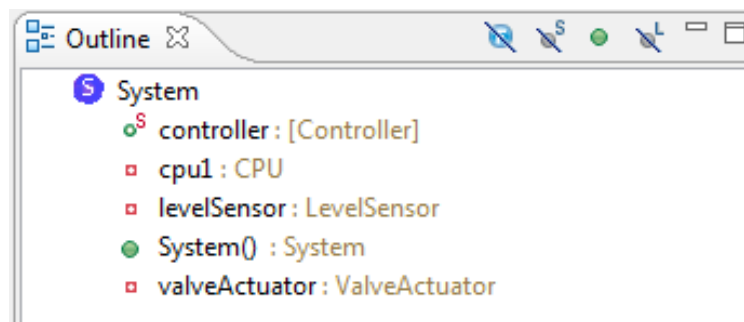 Outline
S L
S System
S controller : [Controller]
cpu1 : CPU
levelSensor : LevelSensor
System() : System
valveActuator : ValveActuator